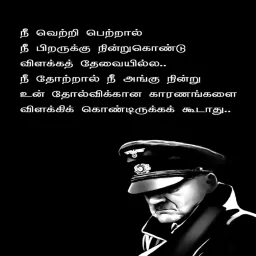 நீ வெற்றி பெற்றால்
நீ பிறருக்கு நின்றுகொண்டு
விளக்கத் தேவையில்ல..
நீ தோற்றால் நீ அங்கு நின்று
உன் தோல்விக்கான காரணங்களை
விளக்கிக் கொண்டிருக்கக் கூடாது..